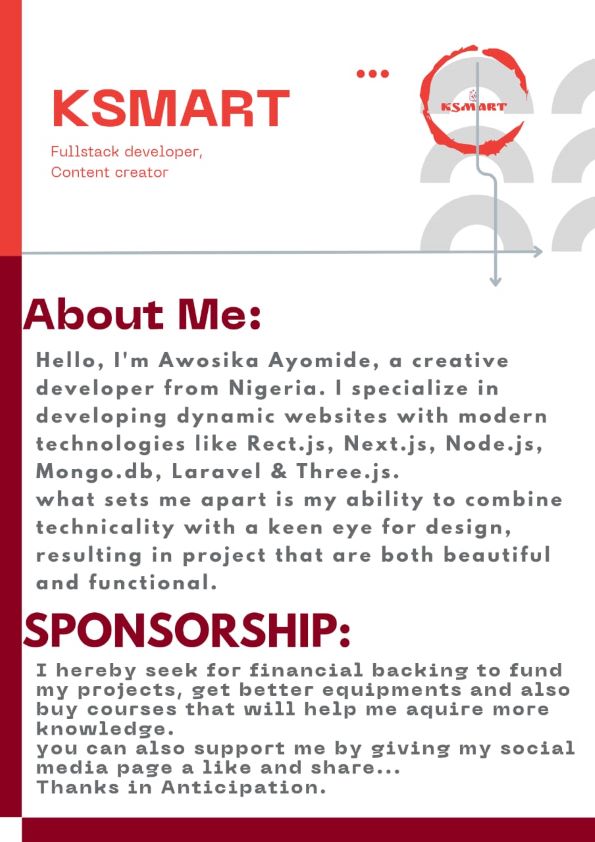 KSMART
Fullstack developer,
Content creator
KSMART
About Me:
Hello, I'm Awosika Ayomide, a creative
developer from Nigeria. I specialize in
developing dynamic websites with modern
technologies like Rect.js, Next.js, Node.js,
Mongo.db, Laravel & Three.js.
what sets me apart is my ability to combine
technicality with a keen eye for design,
resulting in project that are both beautiful
and functional.
SPONSORSHIP:
I hereby seek for financial backing to fund
my projects, get better equipments and also
buy courses that will help me aquire more
knowledge.
you can also support me by giving my social
media page a like and share...
Thanks in Anticipation.